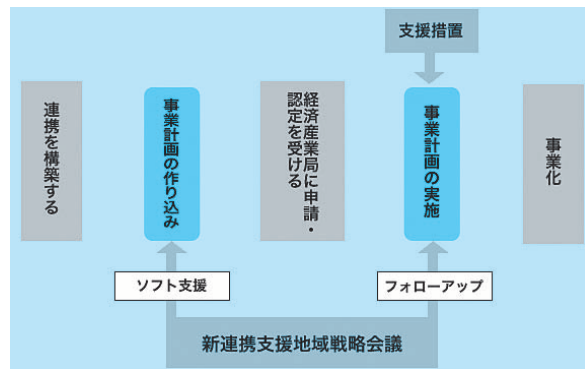 支援措置
連携を構築する
事業計画の作り込み
経済産業局に申請・
認定を受ける
事業計画の実施
事業化
ソフト支援
フォローアップ
新連携支援地域戦略会議